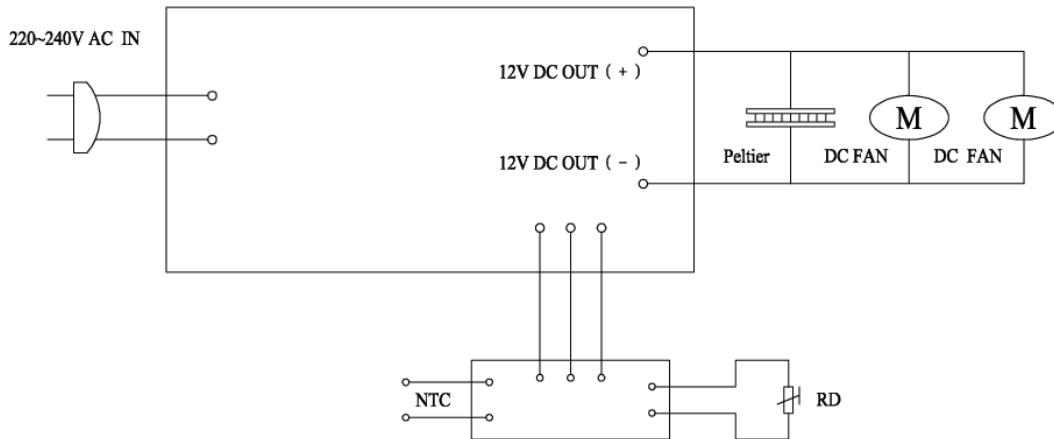 220~240V AC IN
12V DC OUT ( + )
M
M
Peltier
DC FAN
DC FAN
12V DC OUT ( - )
NTC
RD